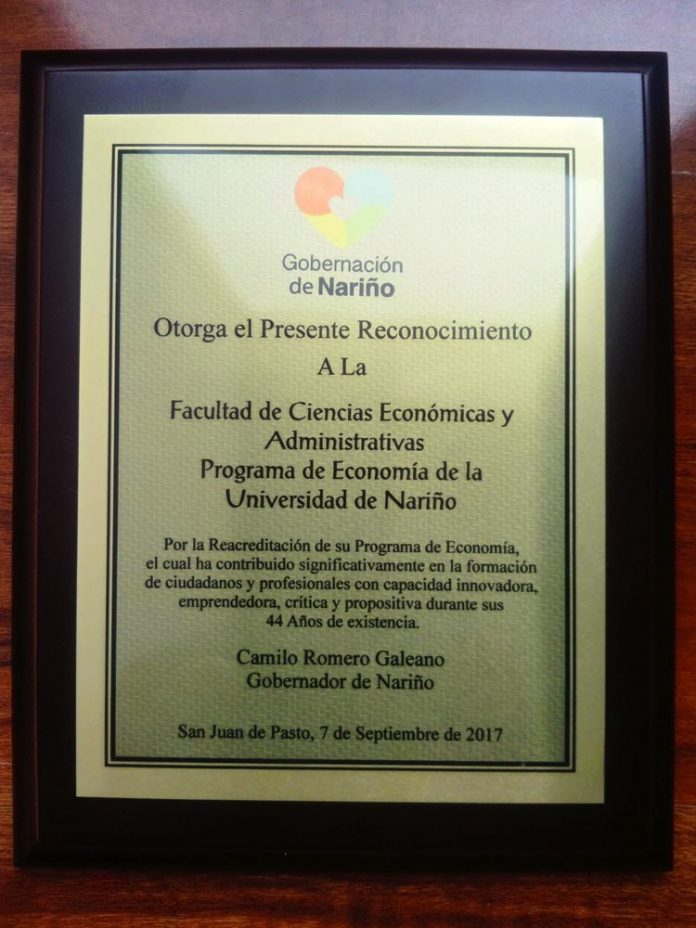 Gobernación
de Nariño
Otorga el Presente Reconocimiento
A La
Facultad de Ciencias Económicas y
Administrativas
Programa de Economía de la
Universidad de Nariño
Por la Reacreditación de su Programa de Economía,
el cual ha contribuido significativamente en la formación
de ciudadanos y profesionales con capacidad innovadora,
emprendedora, crítica y propositiva durante sus
44 Años de existencia.
Camilo Romero Galeano
Gobernador de Nariño
San Juan de Pasto, 7 de Septiembre de 2017